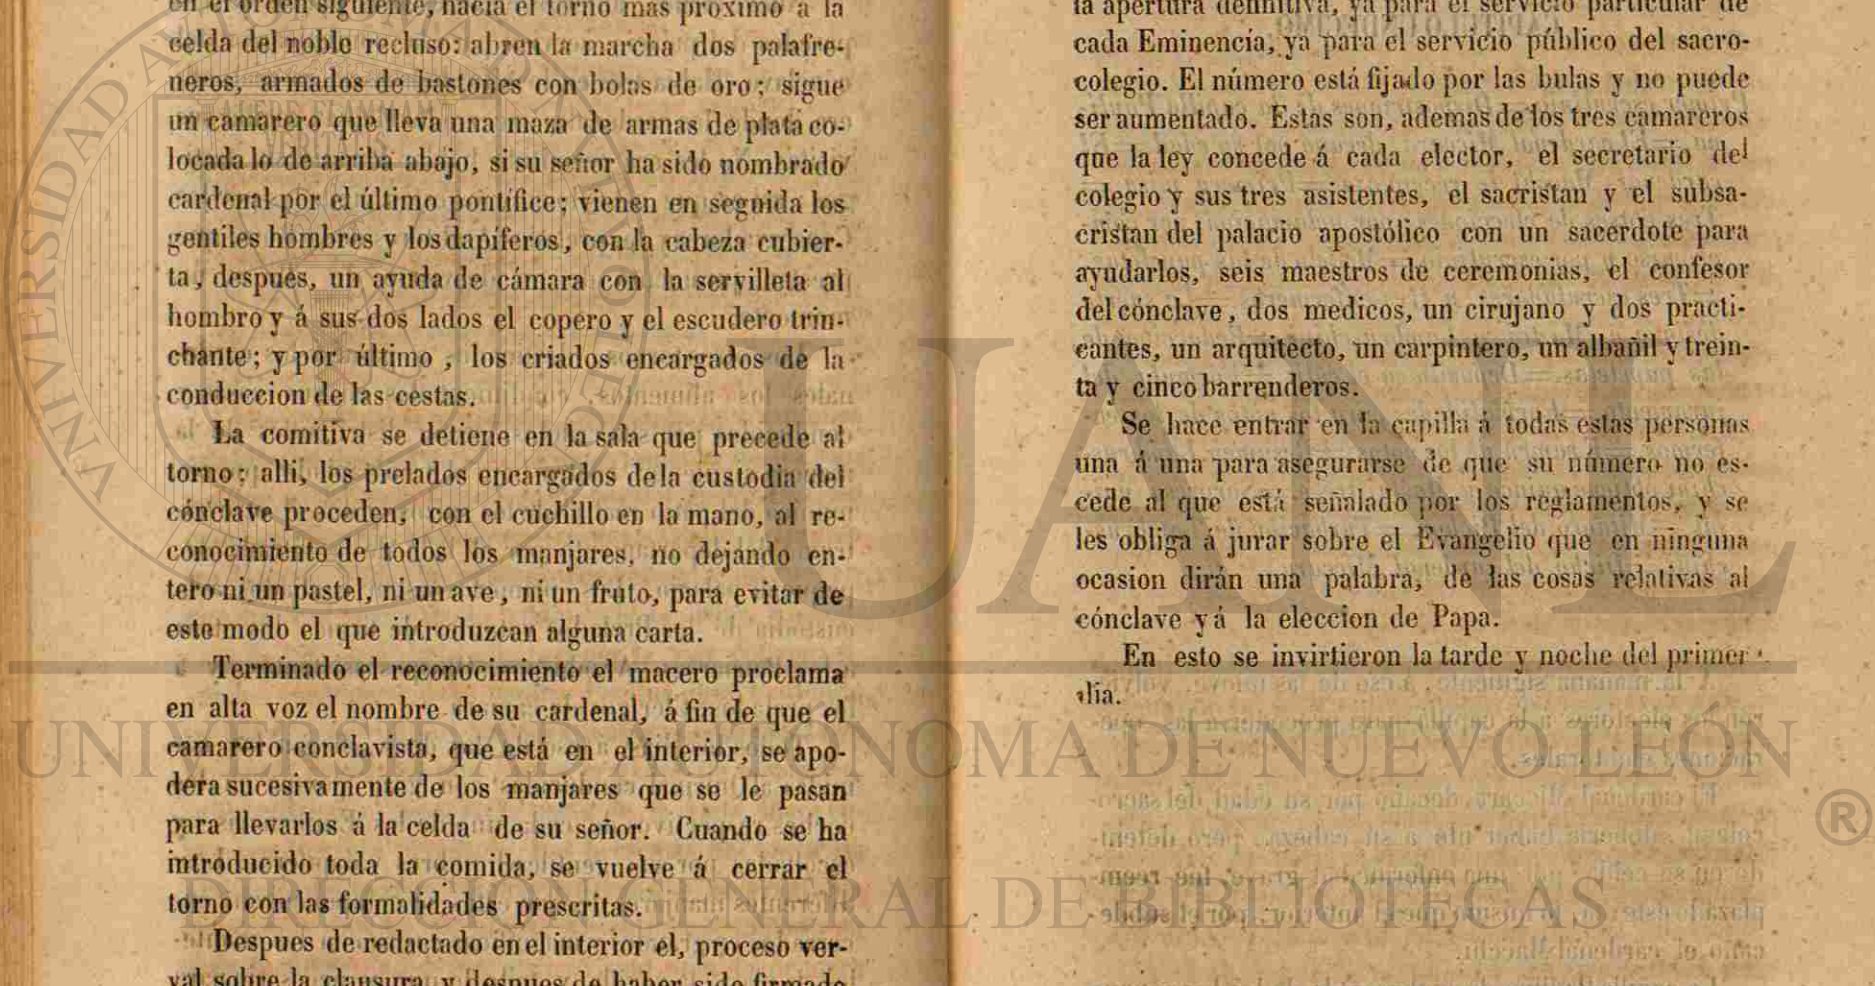 en el orden siguiente, hacia el torno mas próximo á la
celda del noble recluso: abren la marcha dos palafre-
neros, armados de bastones con bolas de oro; sigue
un camarero que lleva una maza de armas de plata co-
locada lo de arriba abajo, si su señor ha sido nombrado
cardenal por el último pontífice; vienen en seguida los
gentiles hombres y los dapíferos, con la cabeza cubier-
ta, despues, un ayuda de cámara con la servilleta al
hombro y á sus dos lados el copero y el escudero trin-
chante; y por último, los criados encargados de la
conduccion de las cestas.
La comitiva se detiene en la sala que precede al
torno; alli, los prelados encargados de la custodia del
cónclave proceden, con el cuchillo en la mano, al re-
conocimiento de todos los manjares, no dejando en-
tero ni un pastel, ni un ave, ni un fruto, para evitar de
este modo el que introduzcan alguna carta.
Terminado el reconocimiento el macero proclama
en alta voz el nombre de su cardenal, á fin de que el
camarero conclavista, que está en el interior, se apo-
dera sucesivamente de los manjares que se le pasan
para llevarlos á la celda de su señor. Cuando se ha
introducido toda la comida, se vuelve á cerrar el
torno con las formalidades prescritas.
Despues de redactado en el interior el, proceso ver-
val sobre la clausura y despues de haber sido firmado
la apertura definitiva, ya para el servicio particular de
cada Eminencía, ya para el servicio público del sacro-
colegio. El número está fijado por las bulas y no puede
ser aumentado. Estas son, ademas de los tres camareros
que la ley concede á cada elector, el secretario del
colegio y sus tres asistentes, el sacristan y el subsa-
cristan del palacio apostólico con un sacerdote para
ayudarlos, seis maestros de ceremonias, el confesor
del cónclave, dos medicos, un cirujano y dos practi-
cantes, un arquitecto, un carpintero, un albañil y trein-
ta y cinco barrenderos.
Se hace entrar en la capilla á todas estas personas
una á una para asegurarse de que su número no es-
cede al que está señalado por los reglamentos, y se
les obliga á jurar sobre el Evangelio que en ninguna
ocasion dirán una palabra, de las cosas relativas al
cónclave y á la eleccion de Papa.
En esto se invirtieron la tarde y noche del primer
dia.
UANL
UNIVERSIDAD AUTÓNOMA DE NUEVO LEÓN
®
DIRECCIÓN GENERAL DE BIBLIOTECAS